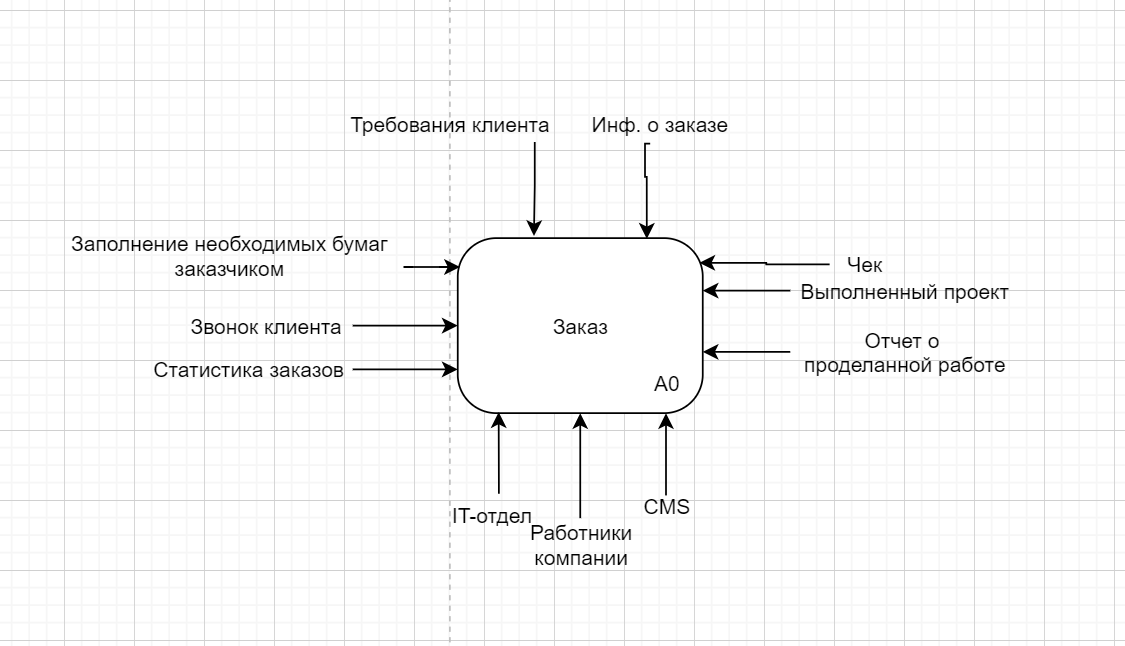 Требования клиента
Инф. о заказе
Заполнение необходимых бумаг
заказчиком
Звонок клиента
Статистика заказов
Заказ
A0
Чек
Выполненный проект
Отчет о
проделанной работе
IT-отдел
Работники
компании
CMS